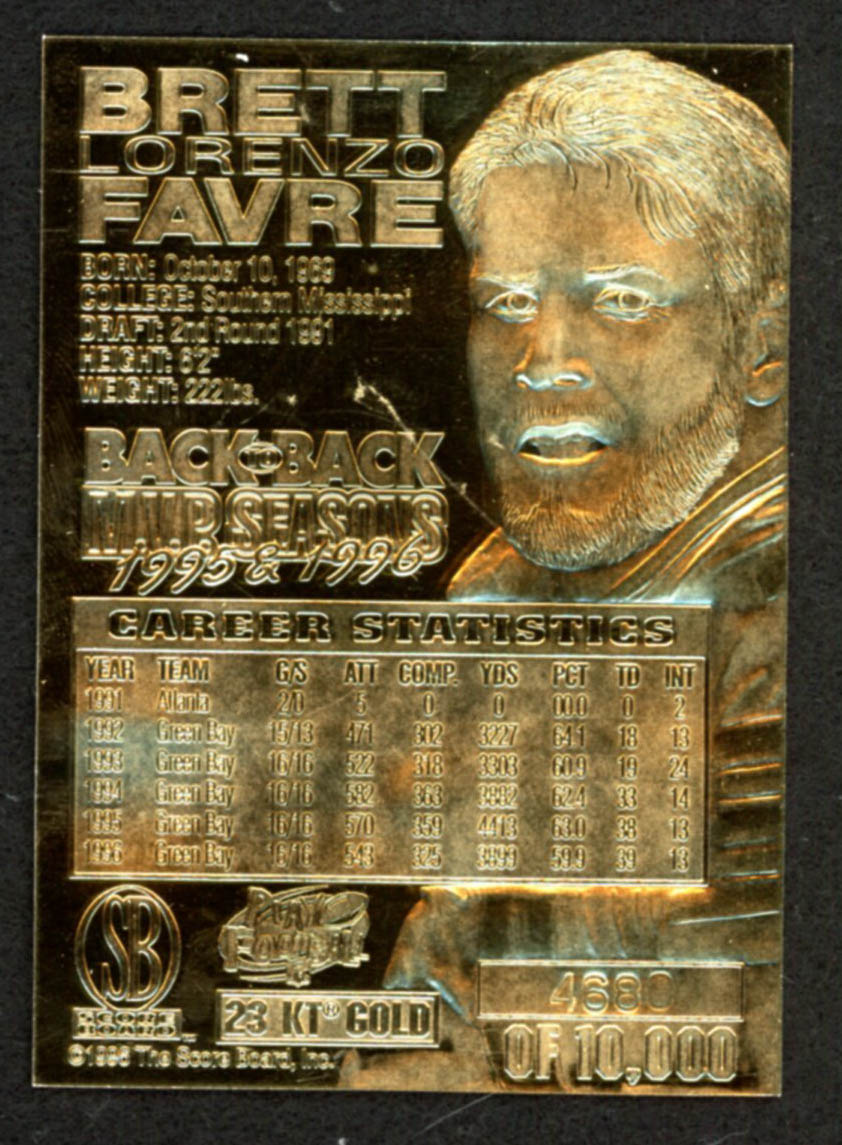 BRETT
LORENZO
FAVRE
BORN: October 10, 1969
COLLEGE: Southern Mississippi
DRAFT: 2nd Round 1991
HEIGHT: 6'2"
WEIGHT: 222lbs.
BACK TO BACK
M.V.P. SEASONS
1995 & 1996
CAREER STATISTICS
YEAR TEAM G/S ATT COMP. YDS PCT TD INT
1991 Atlanta 2/0 5 0 0 00.0 0 2
1992 Green Bay 15/13 471 302 3227 64.1 18 13
1993 Green Bay 16/16 522 318 3303 60.9 19 24
1994 Green Bay 16/16 582 363 3882 62.4 33 14
1995 Green Bay 16/16 570 359 4413 63.0 38 13
1996 Green Bay 16/16 543 325 3899 59.9 39 13
SB
SCORE BOARD
Play Football
23 KT® GOLD
4680
OF 10,000
The Score Board, Inc.